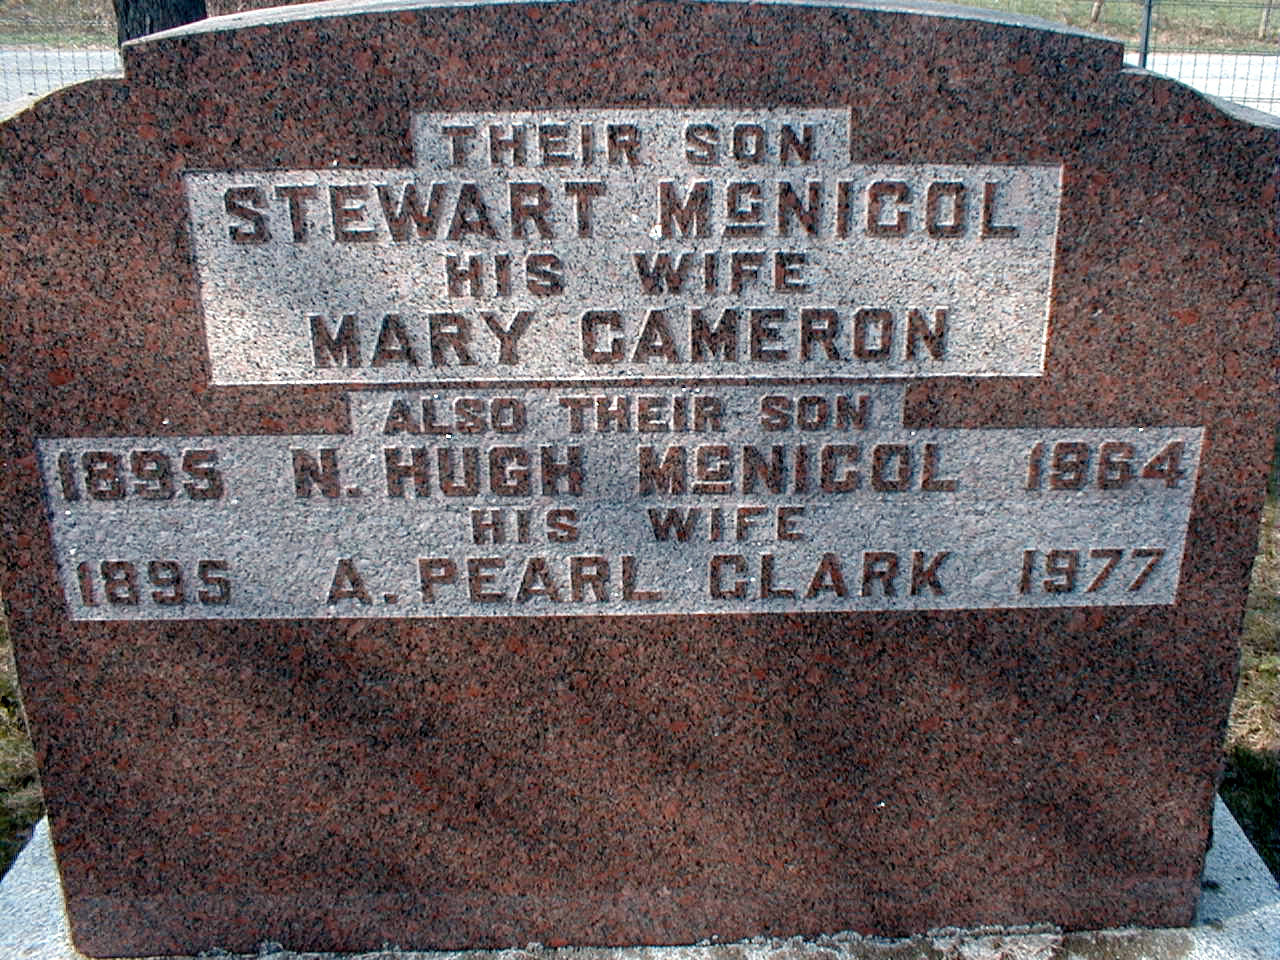 THEIR SON
STEWART McNICOL
HIS WIFE
MARY CAMERON
ALSO THEIR SON
1895 N. HUGH McNICOL 1964
HIS WIFE
1895 A. PEARL CLARK 1977